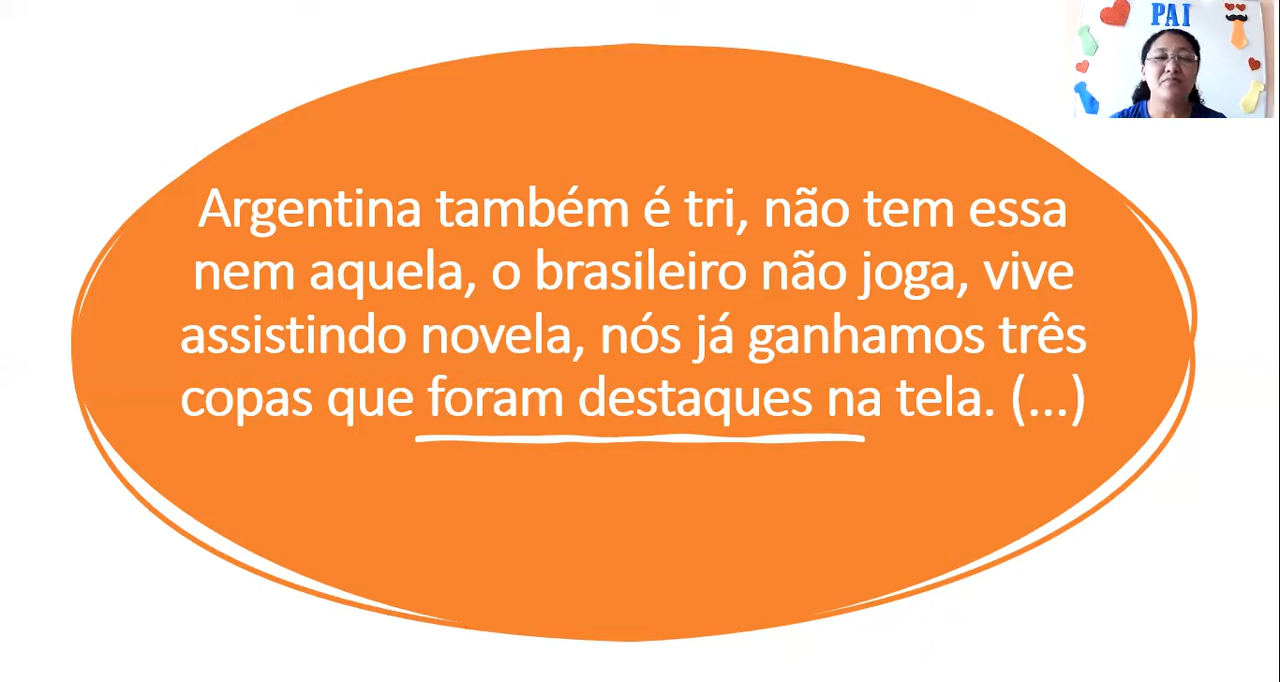 PAI
Argentina também é tri, não tem essa
nem aquela, o brasileiro não joga, vive
assistindo novela, nós já ganhamos três
copas que foram destaques na tela. (...)